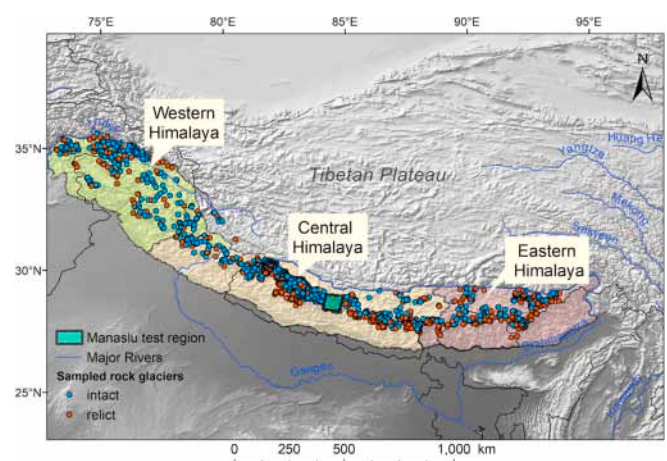 75°E 80°E 85°E 90°E 95°E
N
Western
Himalaya
35°N
Huang He
Yangtze
Tibetan Plateau
Mekong
Salween
Central
Himalaya
Eastern
Himalaya
30°N
Manaslu test region
Major Rivers
Sampled rock glaciers
intact
relict
Ganges
25°N
0 250 500 1,000 km